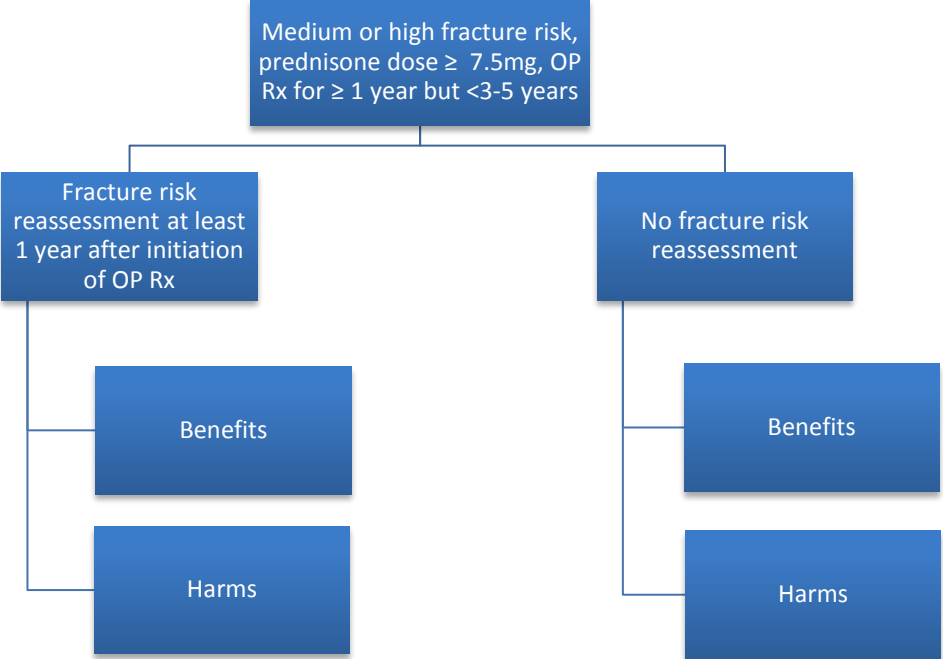 Medium or high fracture risk,
prednisone dose ≥ 7.5mg, OP
Rx for ≥ 1 year but <3-5 years
Fracture risk
reassessment at least
1 year after initiation
of OP Rx
No fracture risk
reassessment
Benefits
Benefits
Harms
Harms